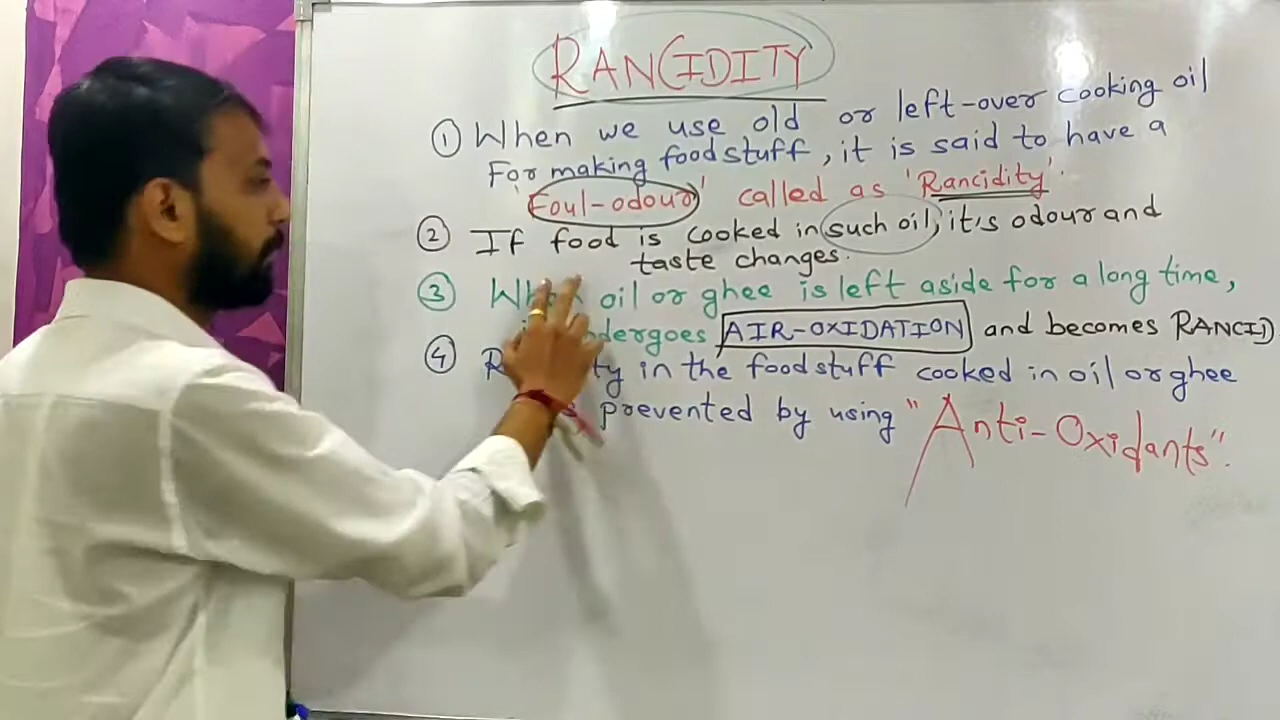 RANCIDITY
① When we use old or left-over cooking oil
For making foodstuff, it is said to have a
'Foul-odour' called as 'Rancidity'.
② If food is cooked in such oil, it's odour and
taste changes.
③ When oil or ghee is left aside for a long time,
AIR-OXIDATION and becomes RANCID
④ in the foodstuff cooked in oil or ghee
prevented by using "Anti-Oxidants".